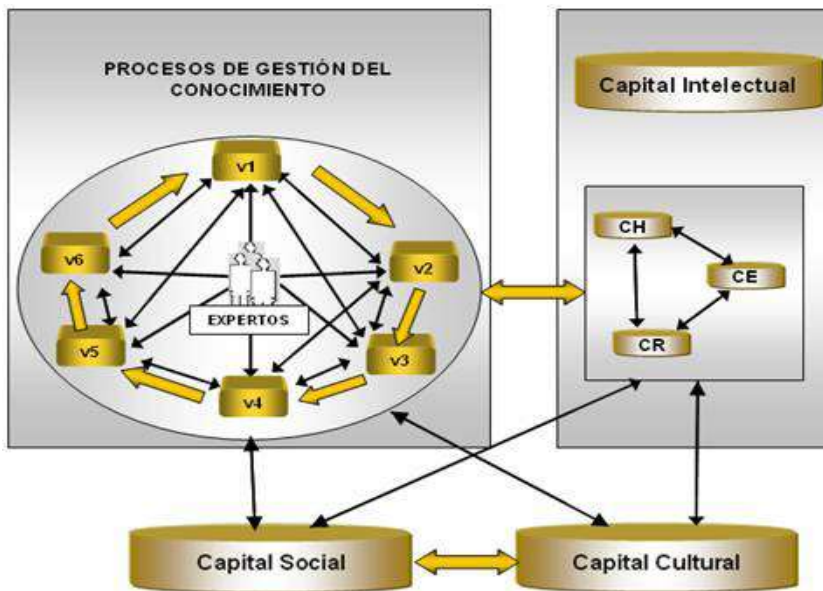 PROCESOS DE GESTIÓN DEL
CONOCIMIENTO
v1
v6
v2
EXPERTOS
v5
v3
v4
Capital Intelectual
CH
CE
CR
Capital Social
Capital Cultural